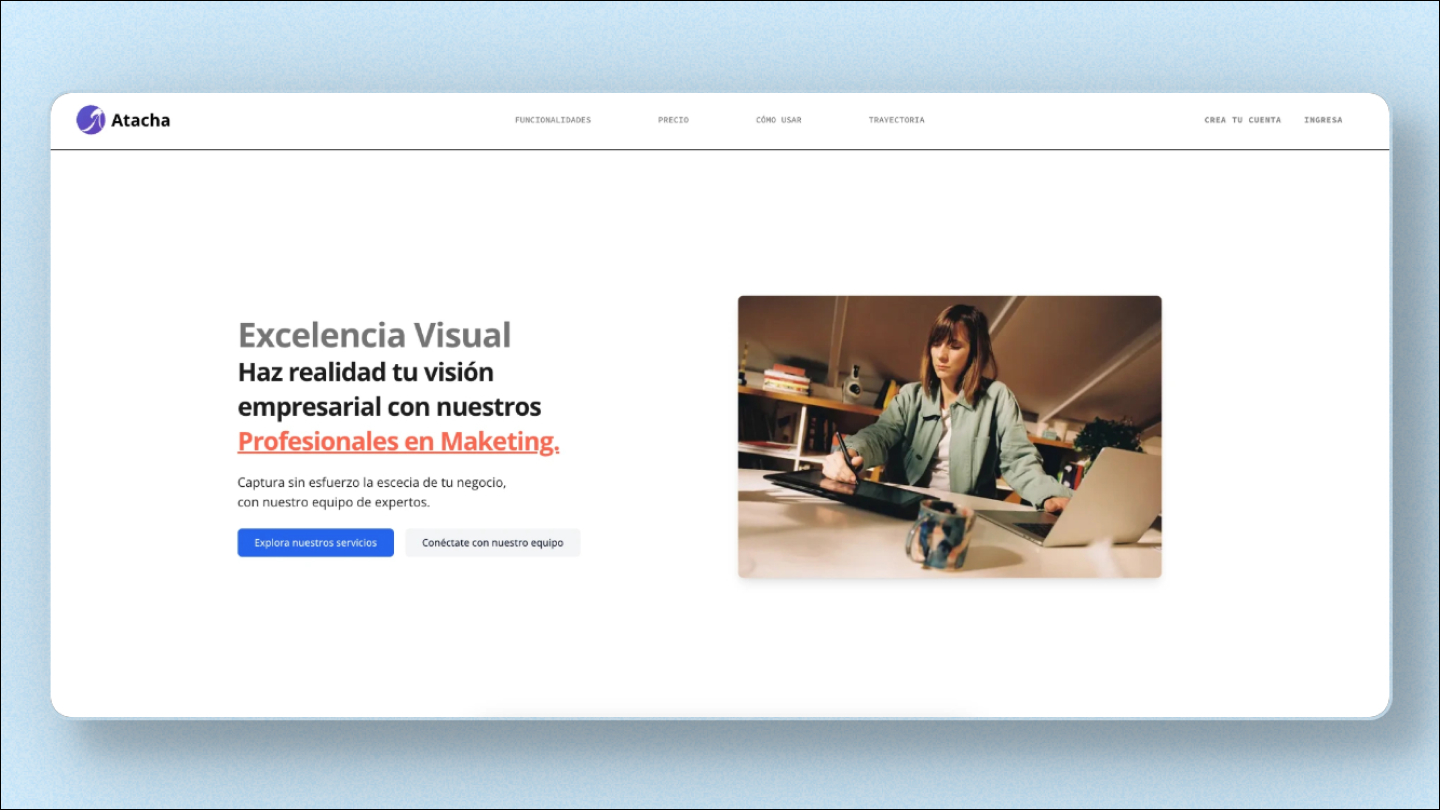 Atacha
FUNCIONALIDADES PRECIO CÓMO USAR TRAYECTORIA
CREA TU CUENTA INGRESA
Excelencia Visual
Haz realidad tu visión
empresarial con nuestros
Profesionales en Maketing.
Captura sin esfuerzo la escecia de tu negocio,
con nuestro equipo de expertos.
Explora nuestros servicios Conéctate con nuestro equipo